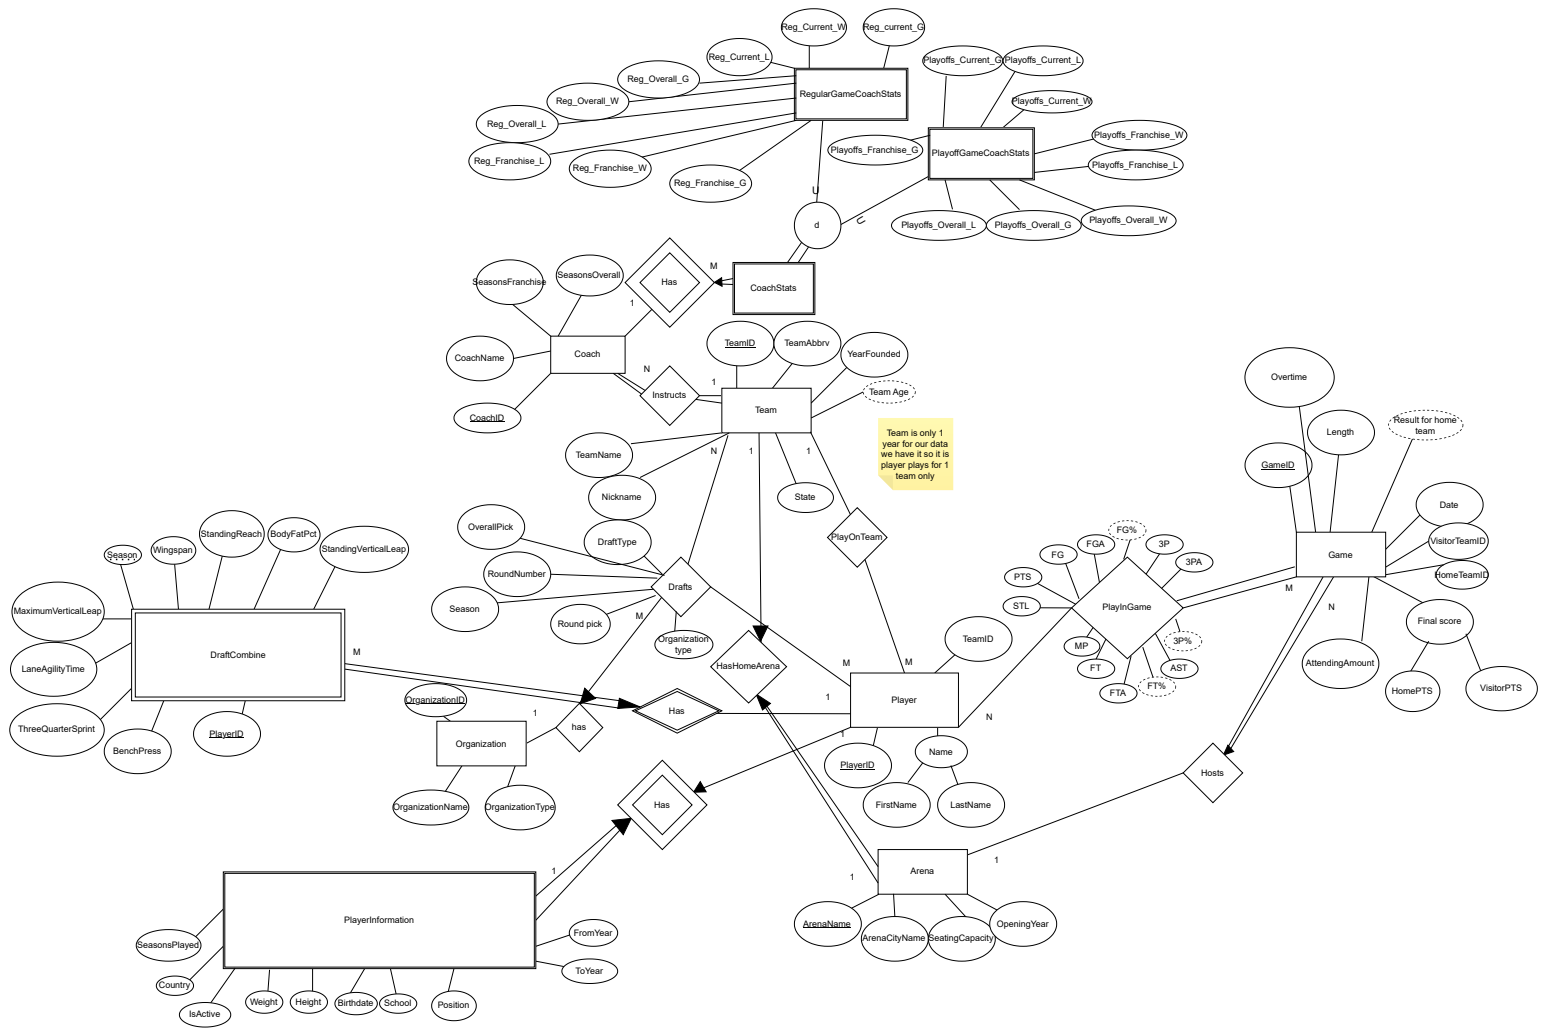 Reg_Current_W
Reg_current_G
Reg_Current_L
Playoffs_Current_G
Playoffs_Current_L
Reg_Overall_G
RegularGameCoachStats
Reg_Overall_W
Playoffs_Current_W
Reg_Overall_L
Playoffs_Franchise_W
Playoffs_Franchise_G
PlayoffGameCoachStats
Reg_Franchise_L
Reg_Franchise_W
Playoffs_Franchise_L
Reg_Franchise_G
U
U
d
Playoffs_Overall_L
Playoffs_Overall_G
Playoffs_Overall_W
SeasonsFranchise
SeasonsOverall
Has
M
1
CoachStats
CoachName
Coach
TeamID
TeamAbbrv
YearFounded
N
Instructs
1
Team Age
CoachID
Team
Team is only 1
year for our data
we have it so it is
player plays for 1
team only
TeamName
N
1
1
Nickname
State
Overtime
Length
Result for home
team
GameID
Date
VisitorTeamID
HomeTeamID
Game
OverallPick
DraftType
PlayOnTeam
RoundNumber
Drafts
Season
Round pick
M
Organization
type
FG%
FG
FGA
3P
3PA
PTS
STL
PlayInGame
MP
FT
FTA
FT%
AST
3P%
M
N
Final score
AttendingAmount
HomePTS
VisitorPTS
Season
Wingspan
StandingReach
BodyFatPct
StandingVerticalLeap
MaximumVerticalLeap
LaneAgilityTime
DraftCombine
M
ThreeQuarterSprint
BenchPress
PlayerID
OrganizationID
1
has
Organization
OrganizationName
OrganizationType
Has
HasHomeArena
TeamID
M
M
1
Player
N
1
PlayerID
Name
FirstName
LastName
Hosts
Has
1
1
1
Arena
ArenaName
ArenaCityName
SeatingCapacity
OpeningYear
PlayerInformation
SeasonsPlayed
FromYear
ToYear
Country
IsActive
Weight
Height
Birthdate
School
Position